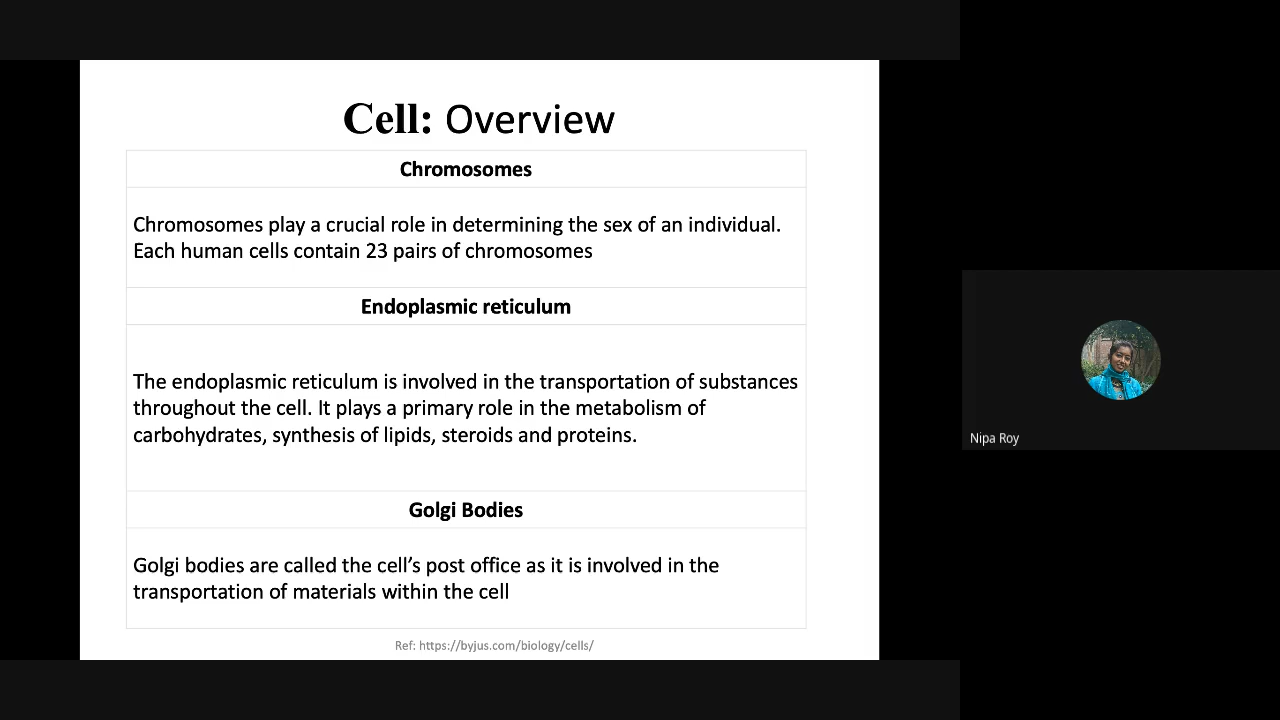 Cell: Overview
Chromosomes
Chromosomes play a crucial role in determining the sex of an individual.
Each human cells contain 23 pairs of chromosomes
Endoplasmic reticulum
The endoplasmic reticulum is involved in the transportation of substances
throughout the cell. It plays a primary role in the metabolism of
carbohydrates, synthesis of lipids, steroids and proteins.
Golgi Bodies
Golgi bodies are called the cell’s post office as it is involved in the
transportation of materials within the cell
Ref: https://byjus.com/biology/cells/
Nipa Roy